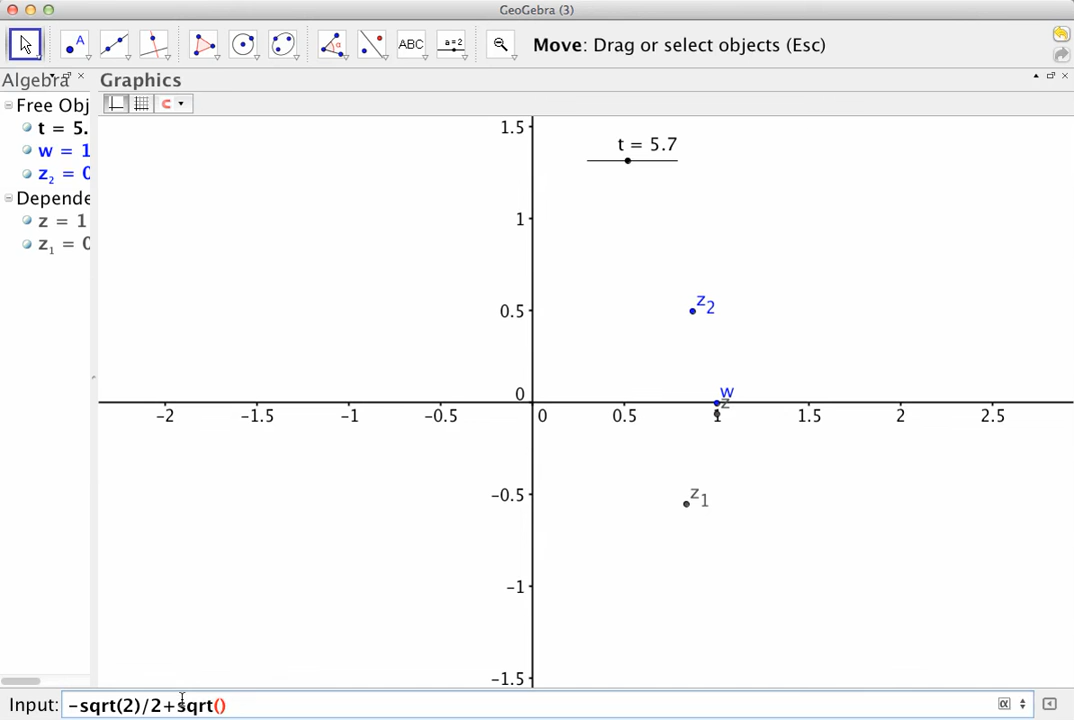 GeoGebra (3)
A
α
ABC
a=2
Move: Drag or select objects (Esc)
Algebra
Graphics
Free Obj
t = 5.
w = 1
z₂ = 0
Depende
z = 1
z₁ = 0
t = 5.7
1.5
1
0.5
0
-0.5
-1
-1.5
-2 -1.5 -1 -0.5 0 0.5 1 1.5 2 2.5
z₂
w
z
z₁
Input: -sqrt(2)/2+sqrt()
α